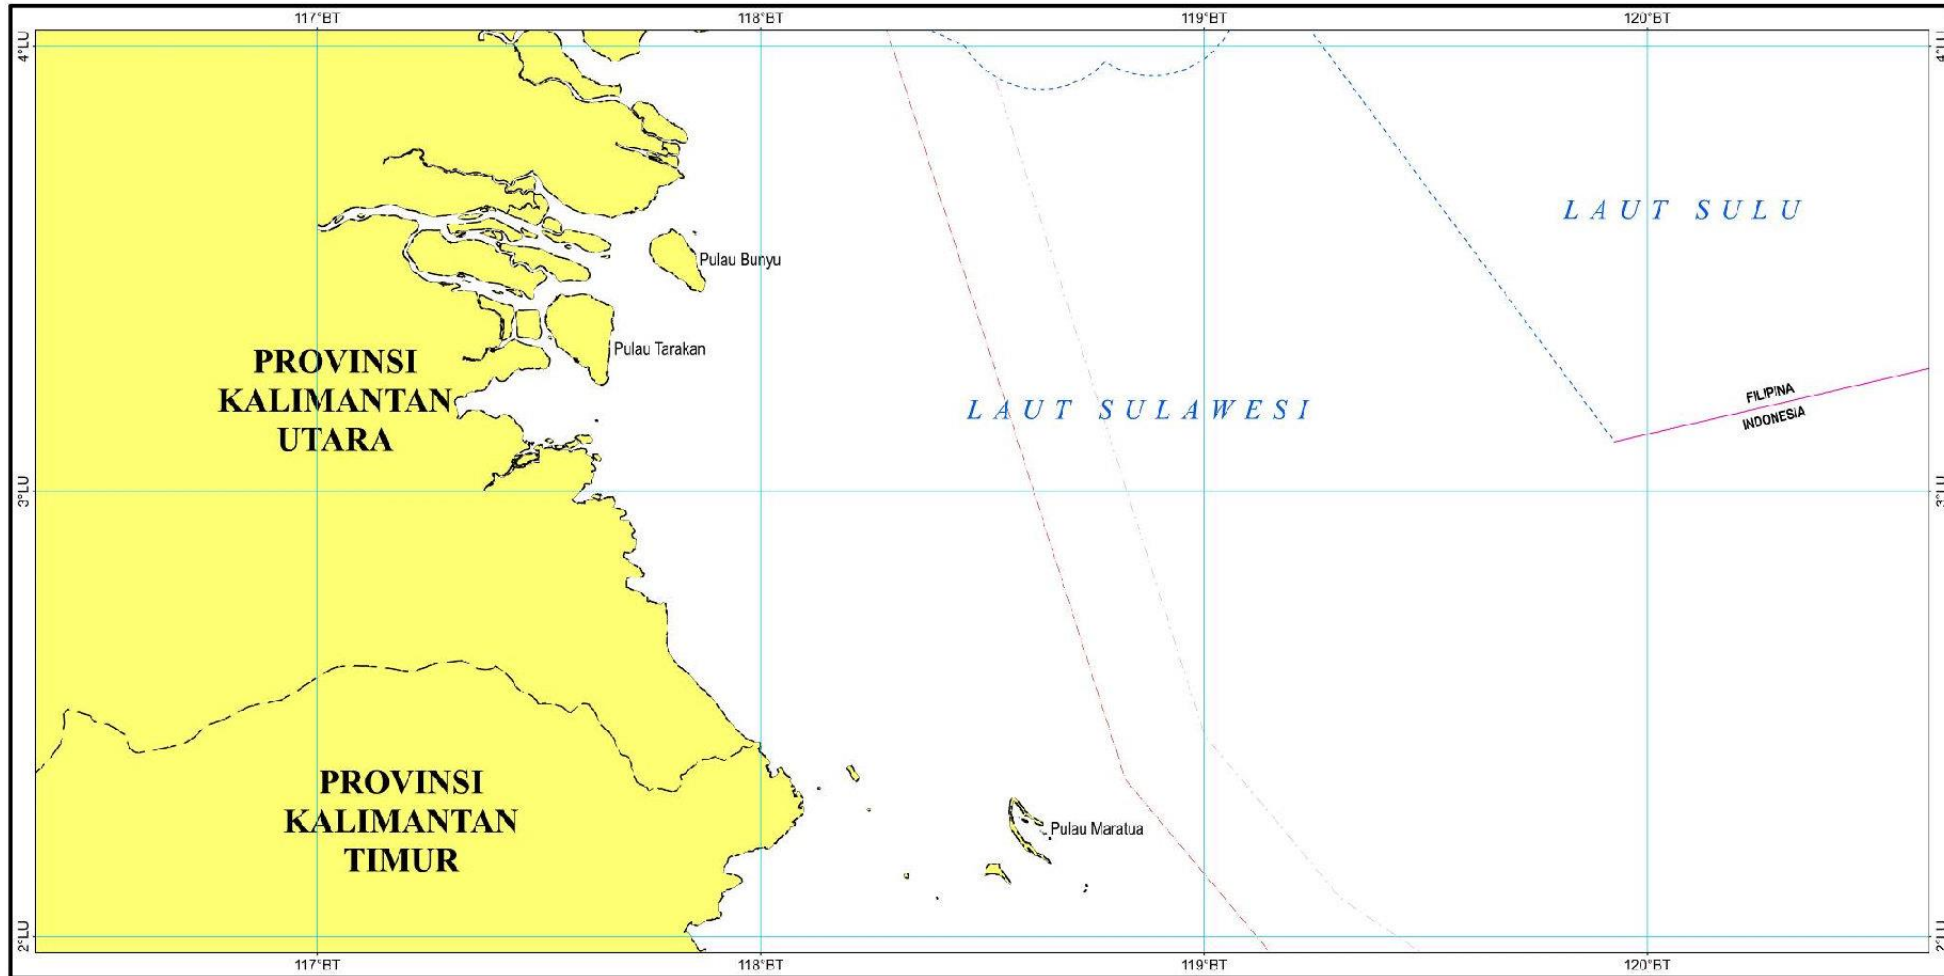 117°BT
118°BT
119°BT
120°BT
4°LU
4°LU
LAUT SULU
Pulau Bunyu
Pulau Tarakan
PROVINSI
KALIMANTAN
UTARA
LAUT SULAWESI
FILIPINA
INDONESIA
3°LU
3°LU
PROVINSI
KALIMANTAN
TIMUR
Pulau Maratua
2°LU
2°LU
117°BT
118°BT
119°BT
120°BT